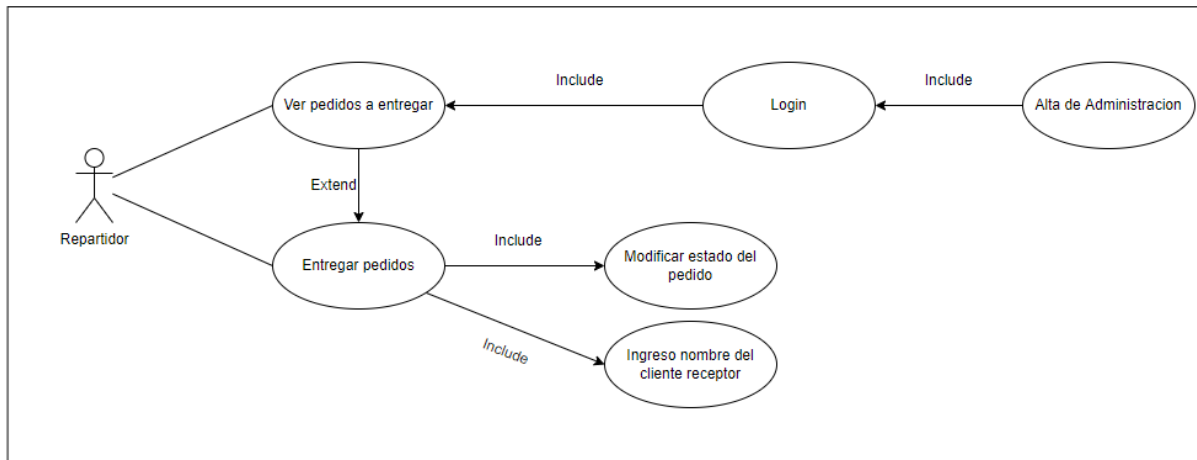 Include
Include
Ver pedidos a entregar
Login
Alta de Administracion
Extend
Repartidor
Include
Entregar pedidos
Modificar estado del
pedido
Include
Ingreso nombre del
cliente receptor